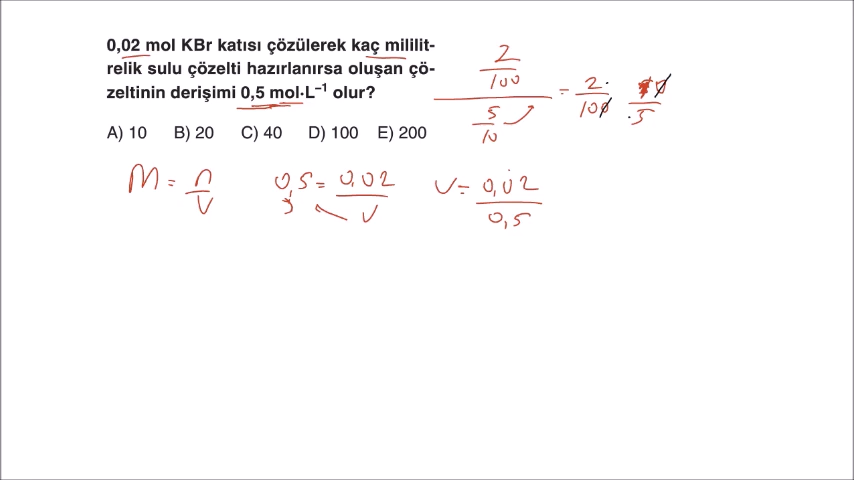 0,02 mol KBr katısı çözülerek kaç mililit-
relik sulu çözelti hazırlanırsa oluşan çö-
zeltinin derişimi 0,5 mol·L⁻¹ olur?
A) 10 B) 20 C) 40 D) 100 E) 200
2/100 / 5/10 = 2/100 · 10/5
M = n/V 0,5 = 0,02/V V = 0,02/0,5